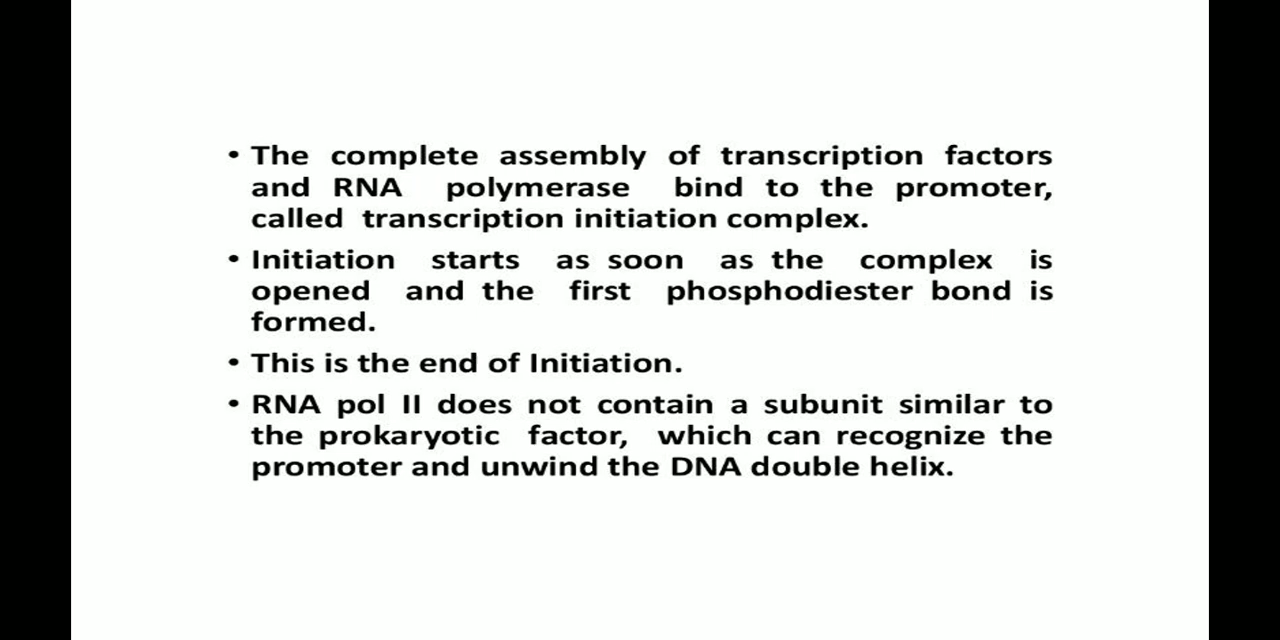 • The complete assembly of transcription factors
and RNA polymerase bind to the promoter,
called transcription initiation complex.
• Initiation starts as soon as the complex is
opened and the first phosphodiester bond is
formed.
• This is the end of Initiation.
• RNA pol II does not contain a subunit similar to
the prokaryotic factor, which can recognize the
promoter and unwind the DNA double helix.